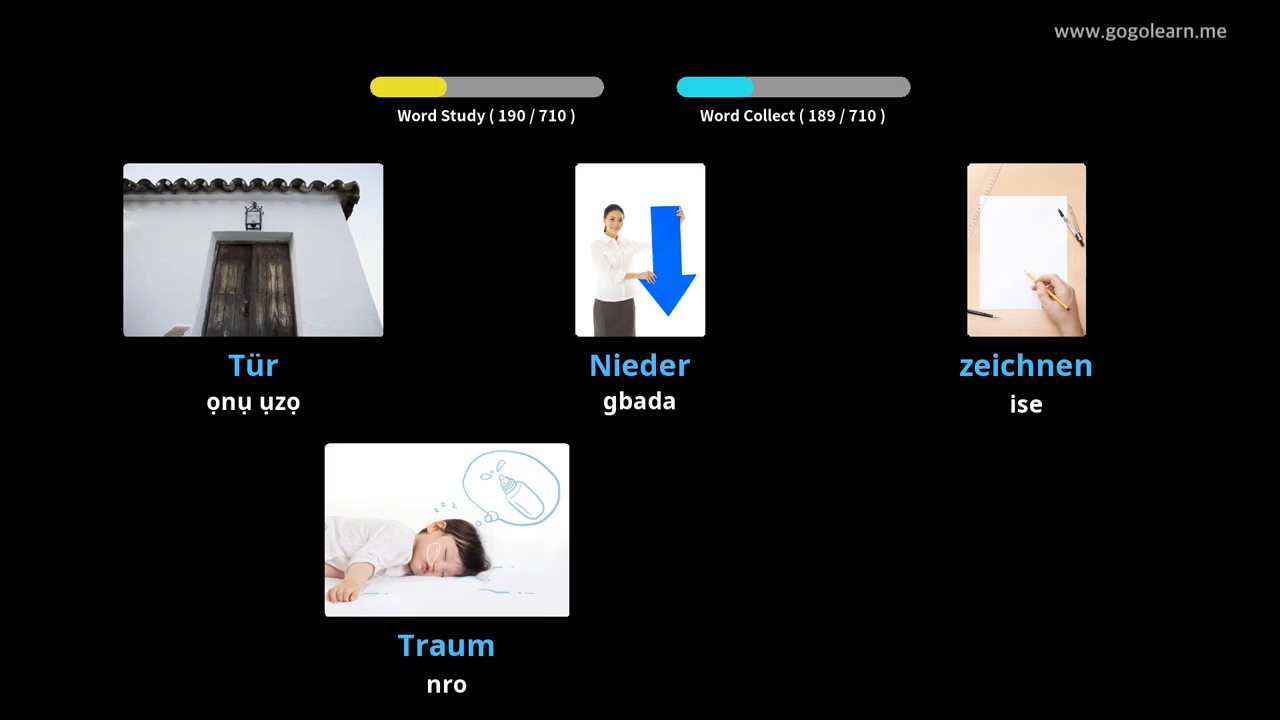 www.gogolearn.me
Word Study ( 190 / 710 )
Word Collect ( 189 / 710 )
Tür
ọnụ ụzọ
Nieder
gbada
zeichnen
ise
Traum
nro